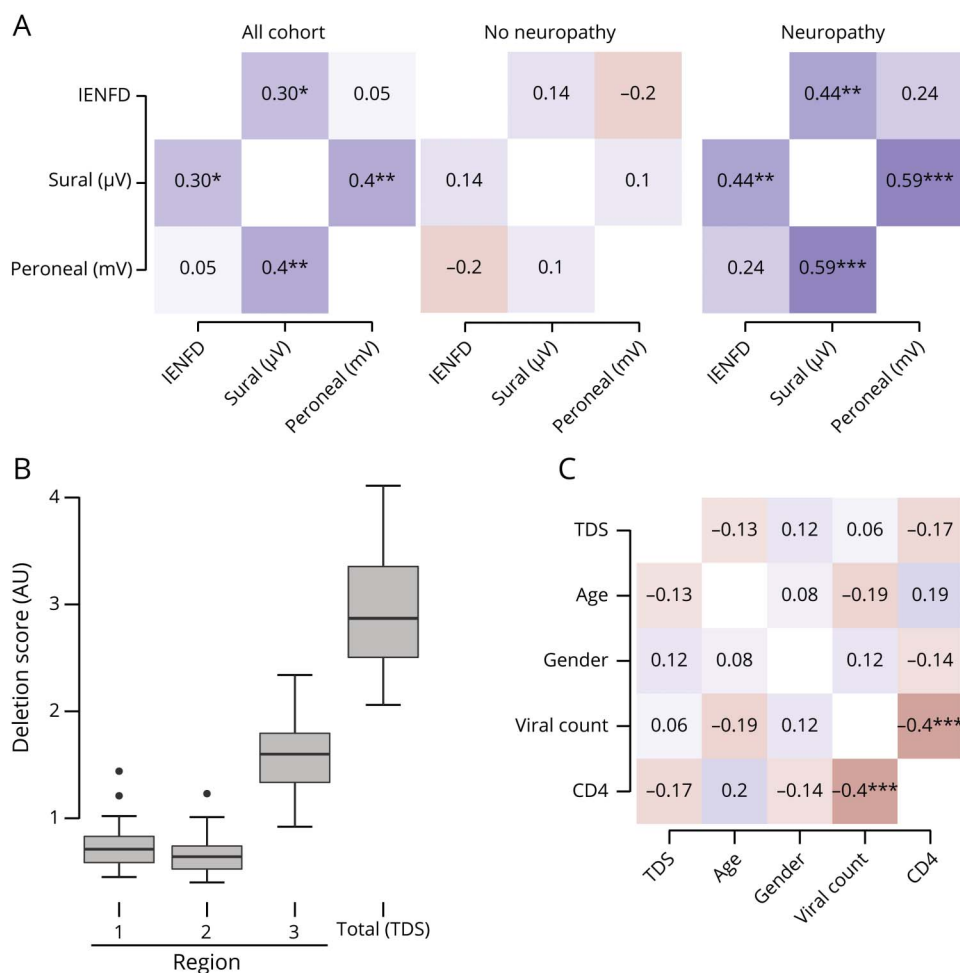 A
All cohort
No neuropathy
Neuropathy
IENFD
0.30*
0.05
0.14
–0.2
0.44**
0.24
Sural (µV)
0.30*
0.4**
0.14
0.1
0.44**
0.59***
Peroneal (mV)
0.05
0.4**
–0.2
0.1
0.24
0.59***
IENFD
Sural (µV)
Peroneal (mV)
IENFD
Sural (µV)
Peroneal (mV)
IENFD
Sural (µV)
Peroneal (mV)
B
Deletion score (AU)
4
3
2
1
1
2
3
Total (TDS)
Region
C
TDS
–0.13
0.12
0.06
–0.17
Age
–0.13
0.08
–0.19
0.19
Gender
0.12
0.08
0.12
–0.14
Viral count
0.06
–0.19
0.12
–0.4***
CD4
–0.17
0.2
–0.14
–0.4***
TDS
Age
Gender
Viral count
CD4